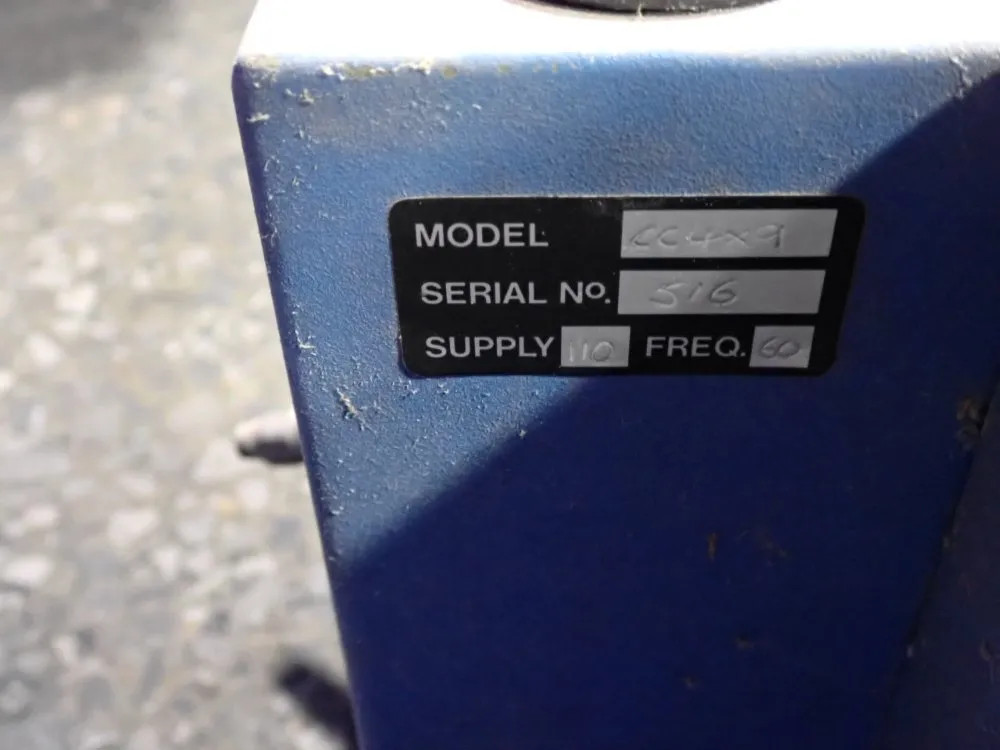 MODEL CC4x9
SERIAL No. 516
SUPPLY 110 FREQ. 60